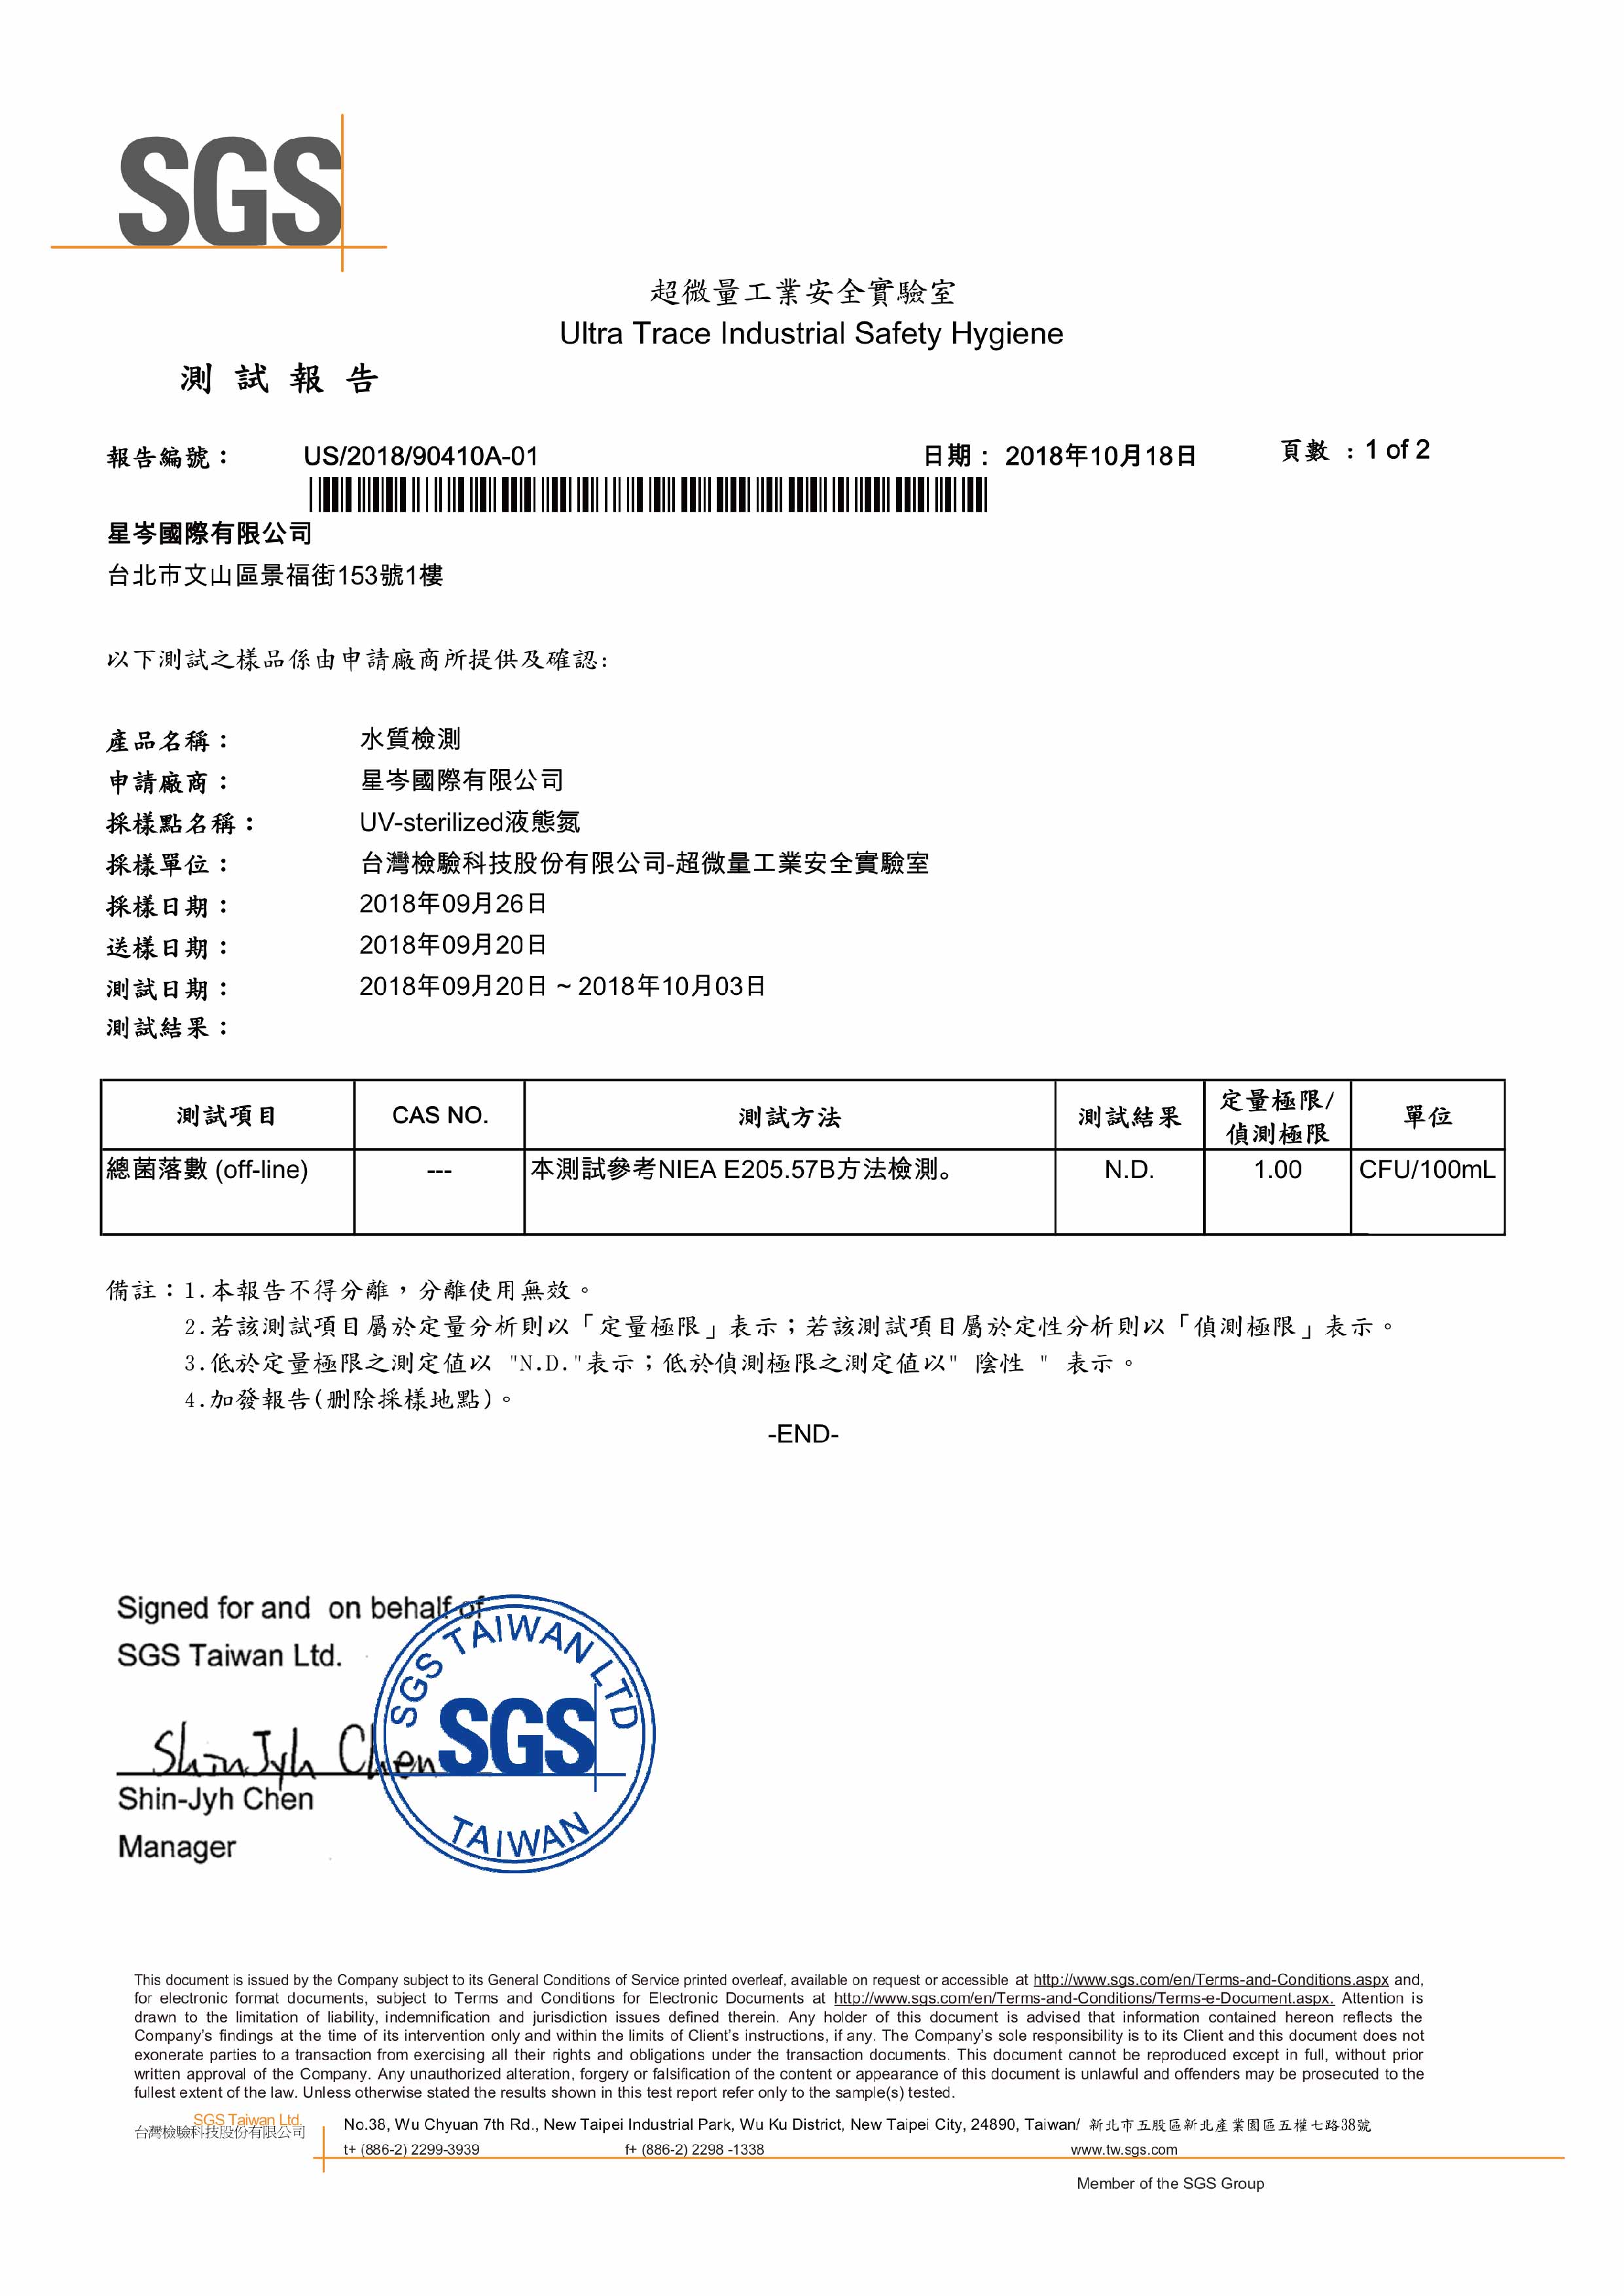 SGS
超微量工業安全實驗室
Ultra Trace Industrial Safety Hygiene
測試報告
報告編號： US/2018/90410A-01 日期： 2018年10月18日 頁數 ：1 of 2
星岑國際有限公司
台北市文山區景福街153號1樓
以下測試之樣品係由申請廠商所提供及確認:
產品名稱： 水質檢測
申請廠商： 星岑國際有限公司
採樣點名稱： UV-sterilized液態氮
採樣單位： 台灣檢驗科技股份有限公司-超微量工業安全實驗室
採樣日期： 2018年09月26日
送樣日期： 2018年09月20日
測試日期： 2018年09月20日 ~ 2018年10月03日
測試結果：
測試項目 CAS NO. 測試方法 測試結果 定量極限/偵測極限 單位
總菌落數 (off-line) --- 本測試參考NIEA E205.57B方法檢測。 N.D. 1.00 CFU/100mL
備註：1.本報告不得分離，分離使用無效。
2.若該測試項目屬於定量分析則以「定量極限」表示；若該測試項目屬於定性分析則以「偵測極限」表示。
3.低於定量極限之測定值以 "N.D."表示；低於偵測極限之測定值以" 陰性 " 表示。
4.加發報告(刪除採樣地點)。
-END-
Signed for and on behalf of
SGS Taiwan Ltd.
Shin Jyh Chen
Shin-Jyh Chen
Manager
SGS TAIWAN LTD
SGS
TAIWAN
This document is issued by the Company subject to its General Conditions of Service printed overleaf, available on request or accessible at http://www.sgs.com/en/Terms-and-Conditions.aspx and,
for electronic format documents, subject to Terms and Conditions for Electronic Documents at http://www.sgs.com/en/Terms-and-Conditions/Terms-e-Document.aspx. Attention is
drawn to the limitation of liability, indemnification and jurisdiction issues defined therein. Any holder of this document is advised that information contained hereon reflects the
Company's findings at the time of its intervention only and within the limits of Client's instructions, if any. The Company's sole responsibility is to its Client and this document does not
exonerate parties to a transaction from exercising all their rights and obligations under the transaction documents. This document cannot be reproduced except in full, without prior
written approval of the Company. Any unauthorized alteration, forgery or falsification of the content or appearance of this document is unlawful and offenders may be prosecuted to the
fullest extent of the law. Unless otherwise stated the results shown in this test report refer only to the sample(s) tested.
SGS Taiwan Ltd.
台灣檢驗科技股份有限公司
No.38, Wu Chyuan 7th Rd., New Taipei Industrial Park, Wu Ku District, New Taipei City, 24890, Taiwan/ 新北市五股區新北產業園區五權七路38號
t+ (886-2) 2299-3939 f+ (886-2) 2298 -1338 www.tw.sgs.com
Member of the SGS Group